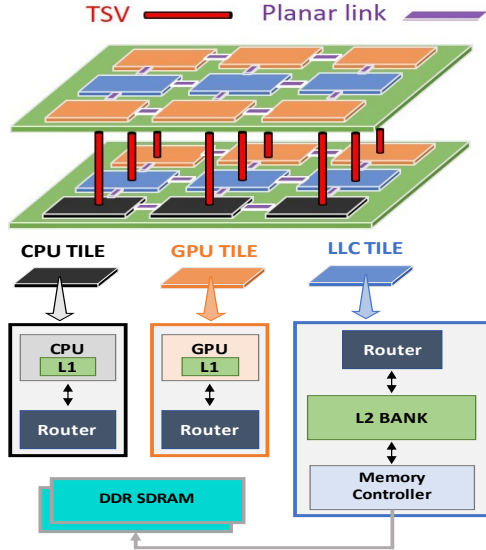 TSV Planar link
CPU TILE GPU TILE LLC TILE
CPU
L1
Router
GPU
L1
Router
Router
L2 BANK
Memory
Controller
DDR SDRAM